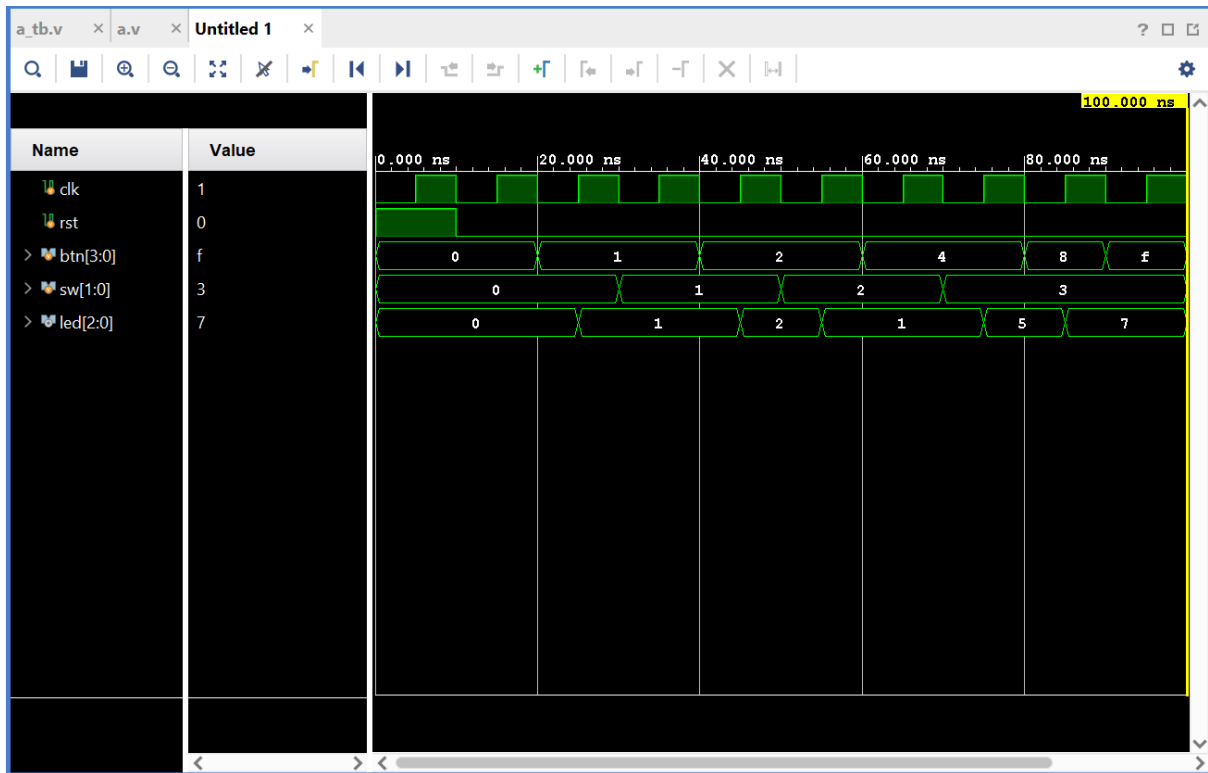 a_tb.v × a.v × Untitled 1 × ?
100.000 ns
Name Value
0.000 ns 20.000 ns 40.000 ns 60.000 ns 80.000 ns
clk 1
rst 0
btn[3:0] f 0 1 2 4 8 f
sw[1:0] 3 0 1 2 3
led[2:0] 7 0 1 2 1 5 7